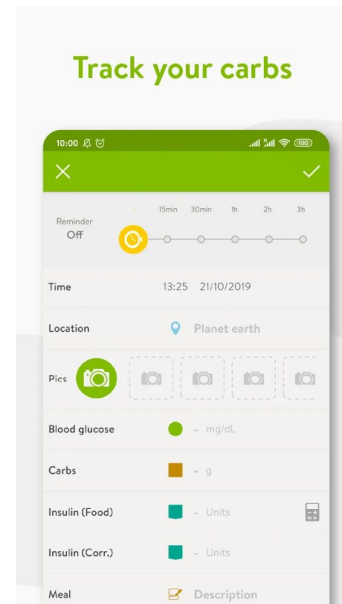 Track your carbs
10:00 100
15min 30min 1h 2h 3h
Reminder
Off
Time 13:25 21/10/2019
Location Planet earth
Pics
Blood glucose - mg/dL
Carbs - g
Insulin (Food) - Units
Insulin (Corr.) - Units
Meal Description